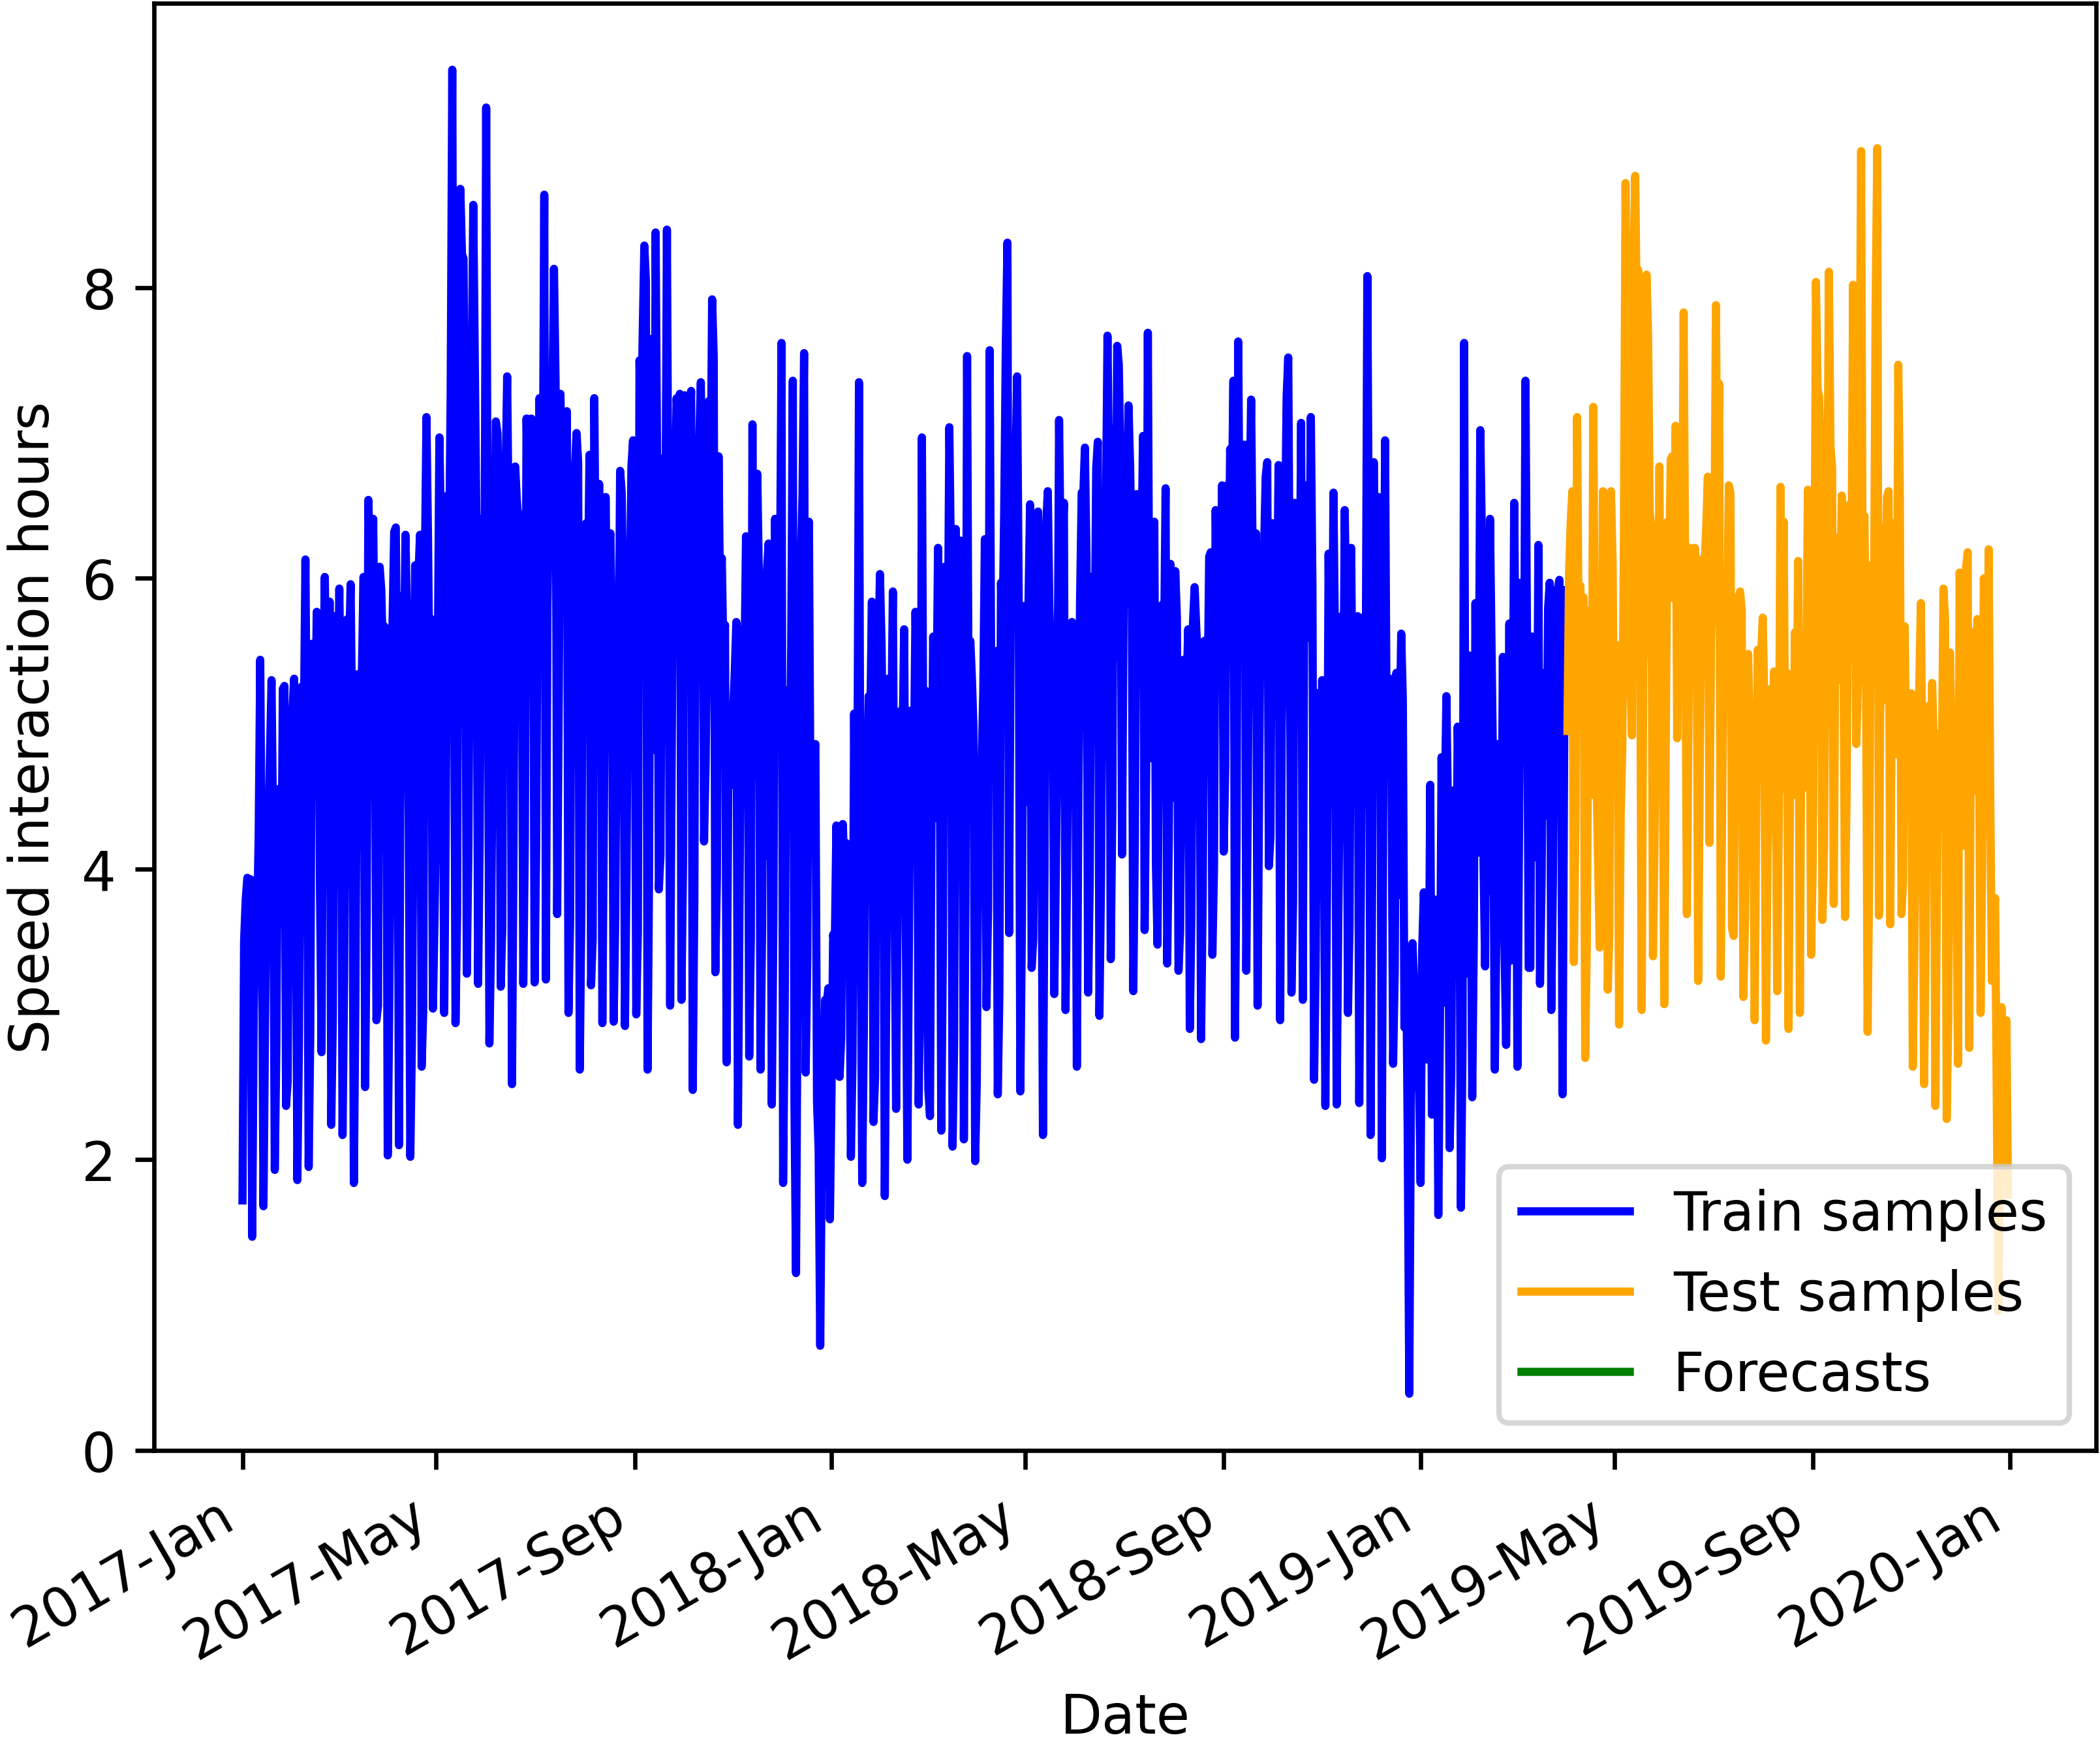 Speed interaction hours
8
6
4
2
0
Train samples
Test samples
Forecasts
2017-Jan
2017-May
2017-Sep
2018-Jan
2018-May
2018-Sep
2019-Jan
2019-May
2019-Sep
2020-Jan
Date